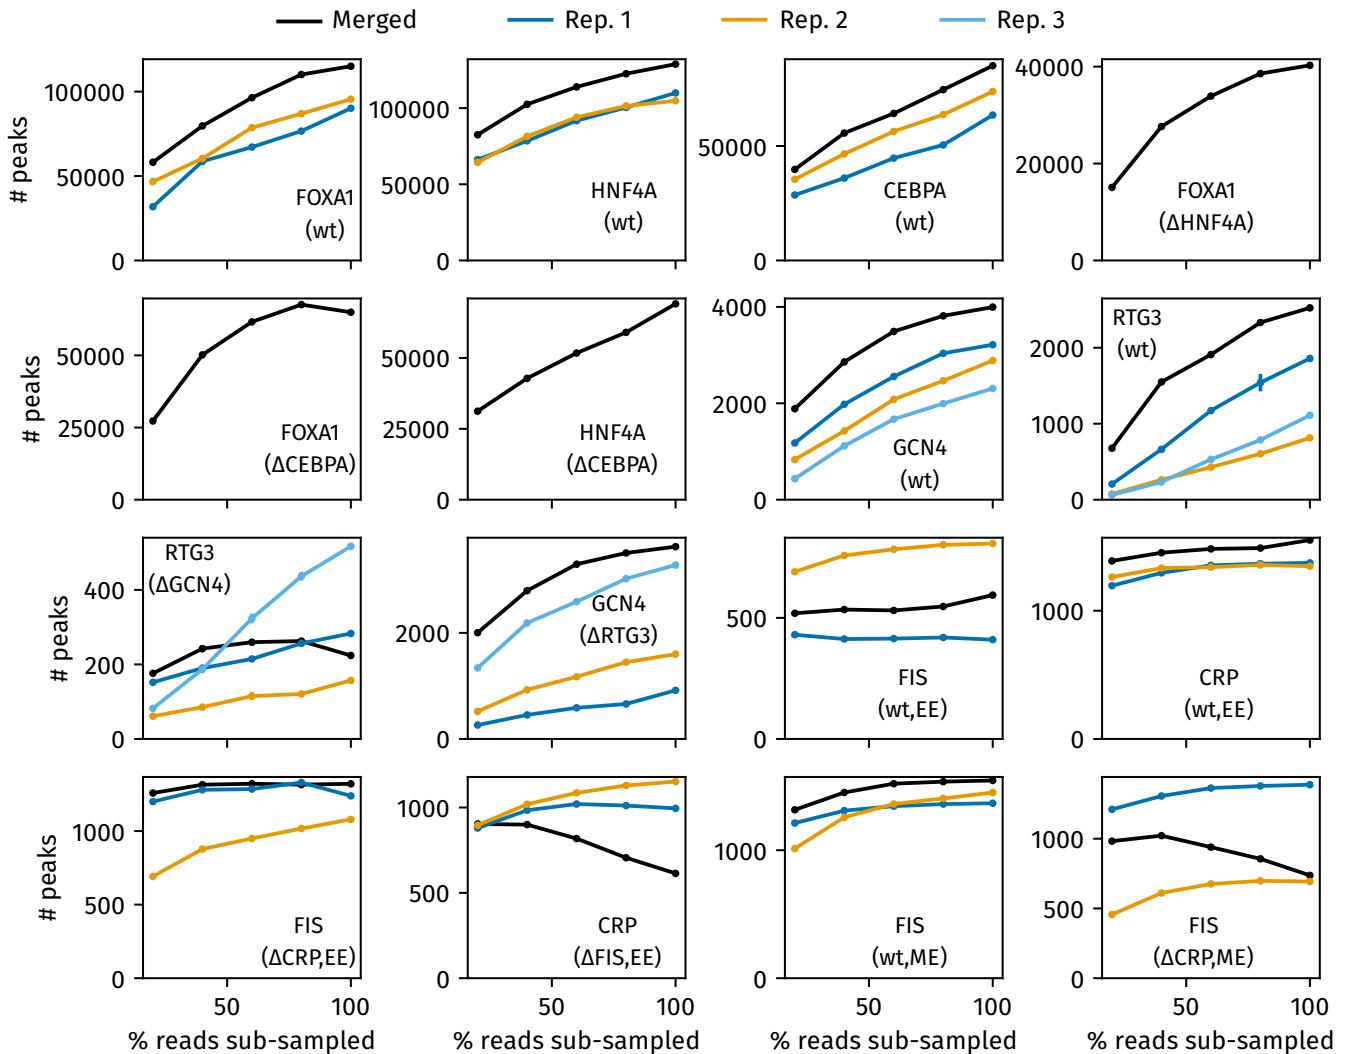 Merged Rep. 1 Rep. 2 Rep. 3
# peaks
100000
50000
0
FOXA1
(wt)
100000
50000
0
HNF4A
(wt)
50000
0
CEBPA
(wt)
40000
20000
0
FOXA1
(ΔHNF4A)
# peaks
50000
25000
0
FOXA1
(ΔCEBPA)
50000
25000
0
HNF4A
(ΔCEBPA)
4000
2000
0
GCN4
(wt)
2000
1000
0
RTG3
(wt)
# peaks
400
200
0
RTG3
(ΔGCN4)
2000
0
GCN4
(ΔRTG3)
500
0
FIS
(wt,EE)
1000
0
CRP
(wt,EE)
# peaks
1000
500
0
FIS
(ΔCRP,EE)
50 100
% reads sub-sampled
1000
500
0
CRP
(ΔFIS,EE)
50 100
% reads sub-sampled
1000
0
FIS
(wt,ME)
50 100
% reads sub-sampled
1000
500
0
FIS
(ΔCRP,ME)
50 100
% reads sub-sampled